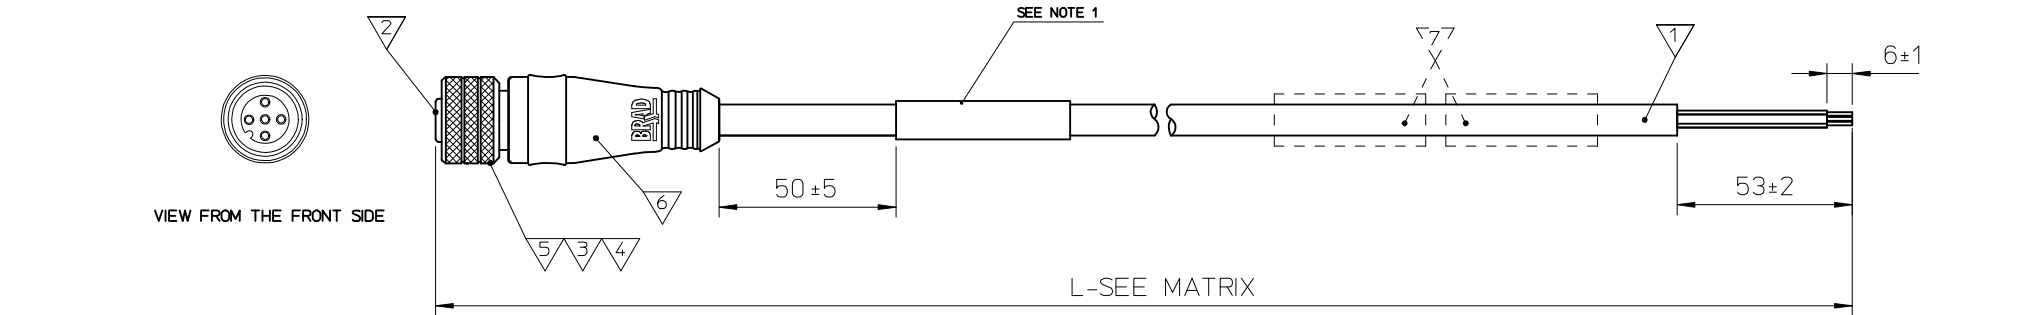 SEE NOTE 1
2
7
1
6±1
BRAD
50±5
53±2
6
VIEW FROM THE FRONT SIDE
5 3 4
L-SEE MATRIX